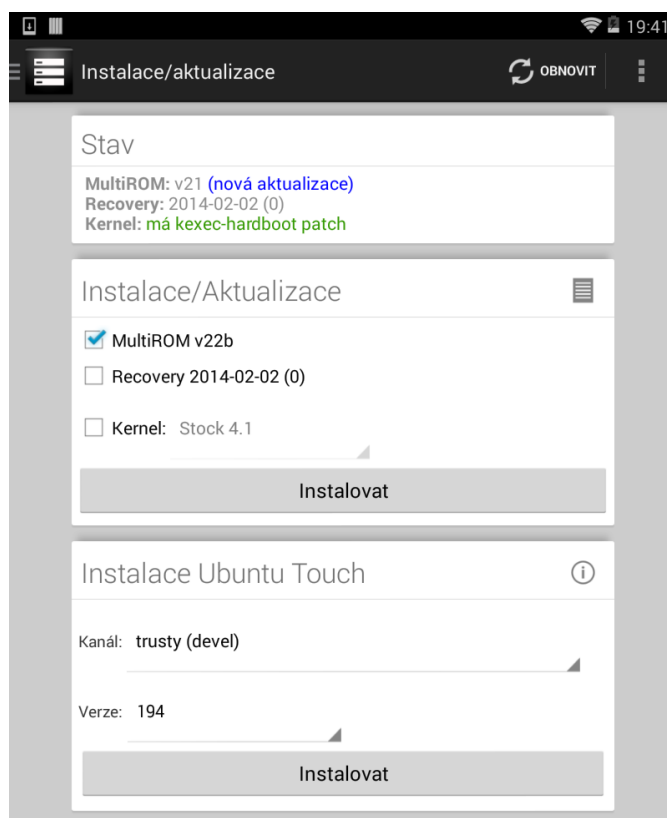 19:41
Instalace/aktualizace
OBNOVIT
Stav
MultiROM: v21 (nová aktualizace)
Recovery: 2014-02-02 (0)
Kernel: má kexec-hardboot patch
Instalace/Aktualizace
MultiROM v22b
Recovery 2014-02-02 (0)
Kernel: Stock 4.1
Instalovat
Instalace Ubuntu Touch
Kanál: trusty (devel)
Verze: 194
Instalovat